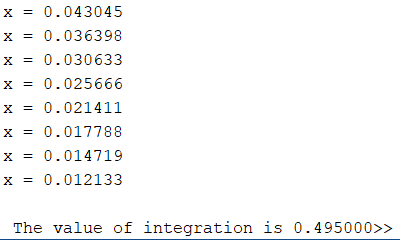 x = 0.043045
x = 0.036398
x = 0.030633
x = 0.025666
x = 0.021411
x = 0.017788
x = 0.014719
x = 0.012133
The value of integration is 0.495000>>